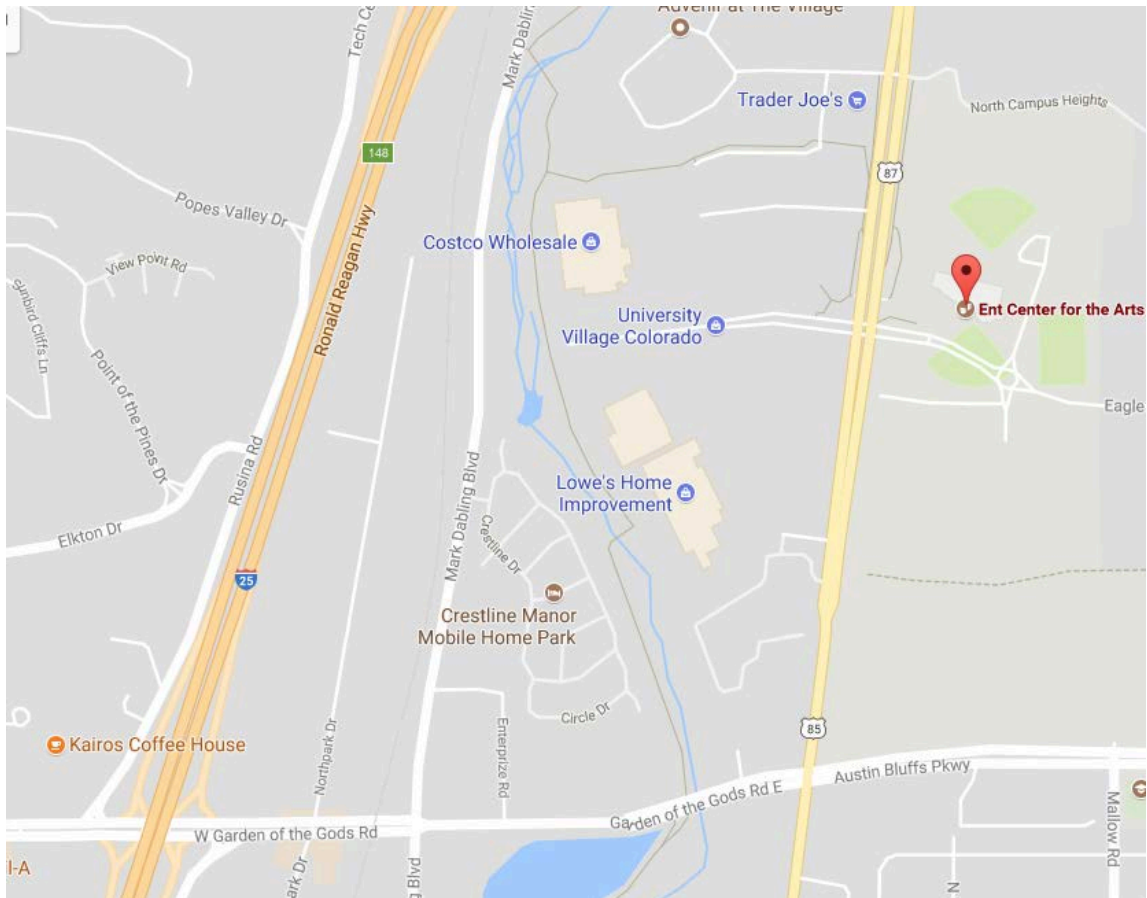 Advenir at The Village
Tech Ce
Mark Dabling
Trader Joe's
North Campus Heights
148
87
Popes Valley Dr
Costco Wholesale
View Point Rd
Ronald Reagan Hwy
Ent Center for the Arts
University
Village Colorado
Point of the Pines Dr
Eagle
Rusina Rd
Mark Dabling Blvd
Lowe's Home
Improvement
Elkton Dr
Crestline Dr
25
Crestline Manor
Mobile Home Park
Circle Dr
85
Enterprize Rd
Northpark Dr
Kairos Coffee House
Austin Bluffs Pkwy
Garden of the Gods Rd E
Mallow Rd
W Garden of the Gods Rd
I-A
ark Dr
g Blvd
N